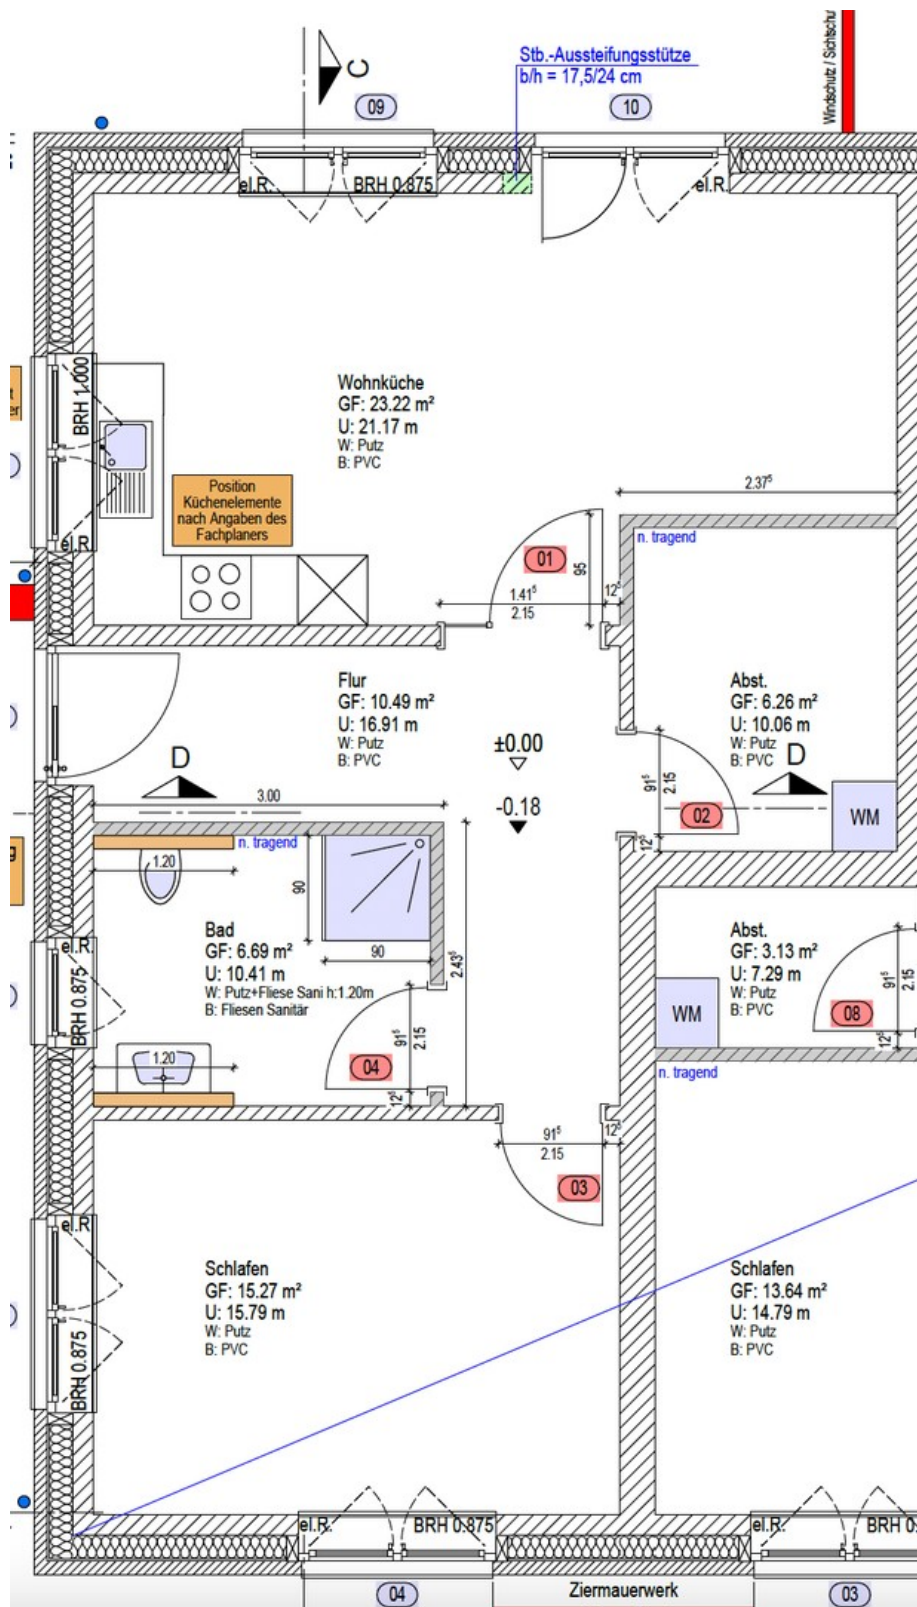 Stb.-Aussteifungsstütze
b/h = 17,5/24 cm
Windschutz / Sichtschu
C
09
10
el.R.
BRH 0.875
el.R.
BRH 1.000
el.R.
er
Wohnküche
GF: 23.22 m²
U: 21.17 m
W: Putz
B: PVC
Position
Küchenelemente
nach Angaben des
Fachplaners
2.37⁵
n. tragend
01
95
1.41⁵
2.15
12⁵
Flur
GF: 10.49 m²
U: 16.91 m
W: Putz
B: PVC
Abst.
GF: 6.26 m²
U: 10.06 m
W: Putz
B: PVC
±0.00
-0.18
D
D
3.00
91⁵
2.15
02
WM
12⁵
n. tragend
1.20
90
90
g
Bad
GF: 6.69 m²
U: 10.41 m
W: Putz+Fliese Sani h:1.20m
B: Fliesen Sanitär
2.43⁵
el.R.
BRH 0.875
Abst.
GF: 3.13 m²
U: 7.29 m
W: Putz
B: PVC
91⁵
2.15
08
12⁵
WM
91⁵
2.15
04
12⁵
1.20
n. tragend
91⁵
2.15
12⁵
03
el.R.
BRH 0.875
Schlafen
GF: 15.27 m²
U: 15.79 m
W: Putz
B: PVC
Schlafen
GF: 13.64 m²
U: 14.79 m
W: Putz
B: PVC
el.R.
BRH 0.875
el.R.
BRH 0.
04
Ziermauerwerk
03